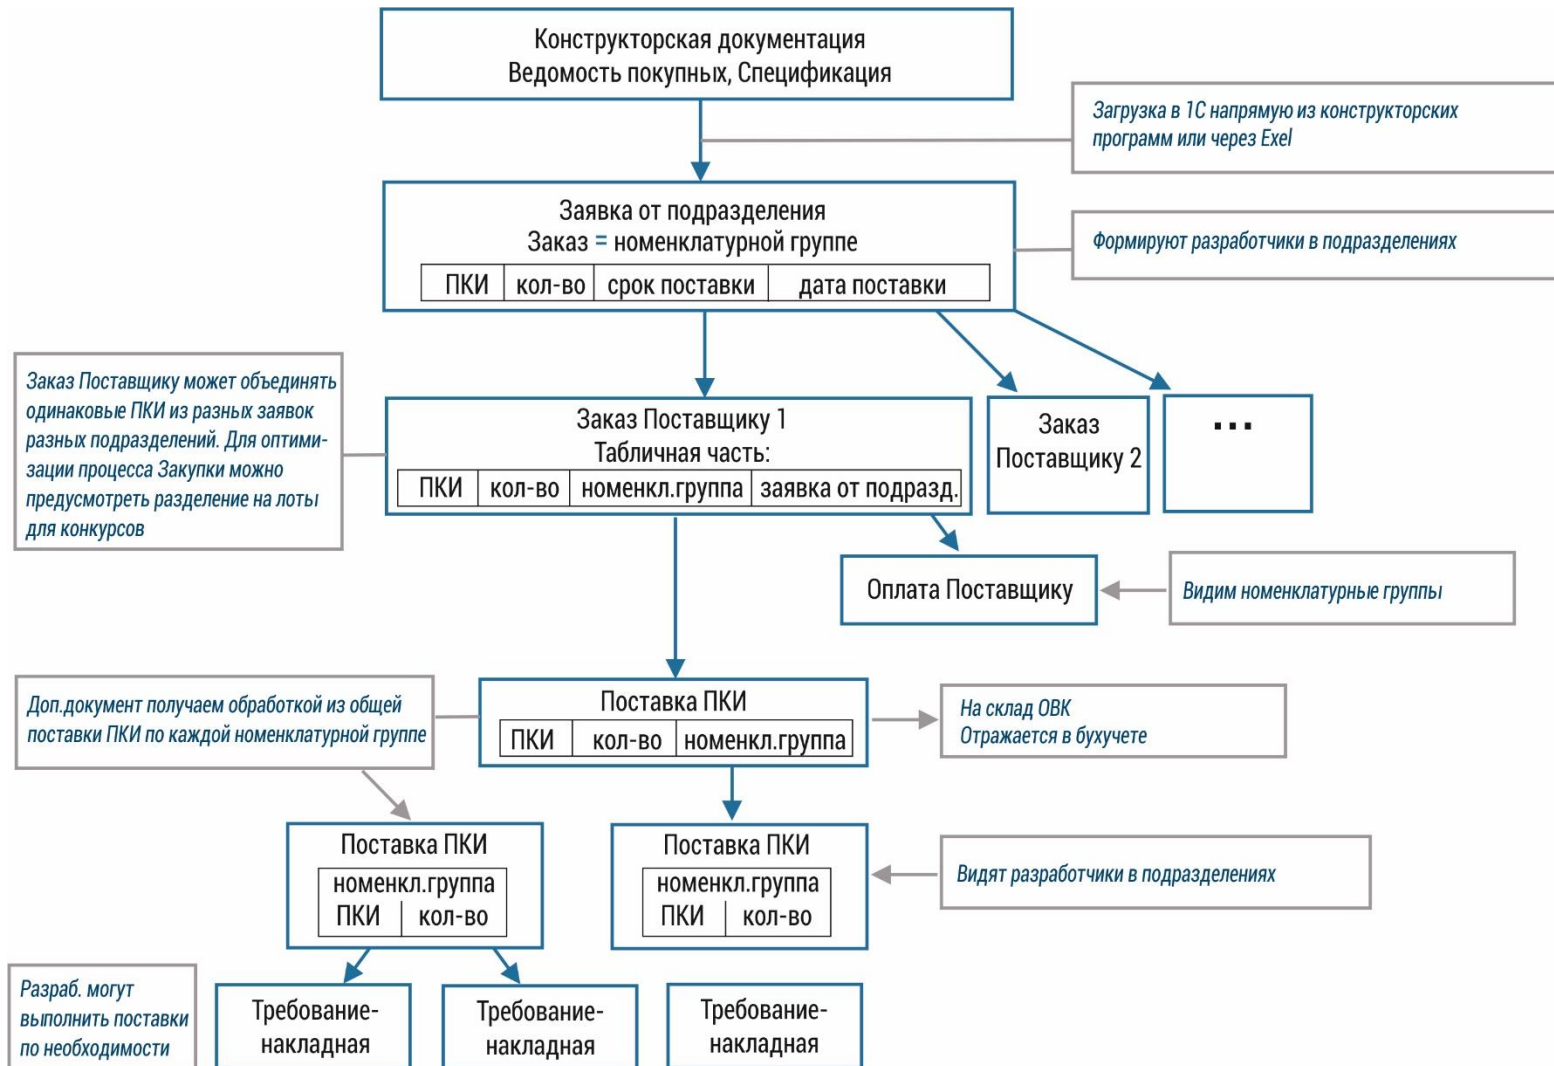 Конструкторская документация
Ведомость покупных, Спецификация
Загрузка в 1С напрямую из конструкторских
программ или через Exel
Заявка от подразделения
Заказ = номенклатурной группе
ПКИ кол-во срок поставки дата поставки
Формируют разработчики в подразделениях
Заказ Поставщику может объединять
одинаковые ПКИ из разных заявок
разных подразделений. Для оптими-
зации процесса Закупки можно
предусмотреть разделение на лоты
для конкурсов
Заказ Поставщику 1
Табличная часть:
ПКИ кол-во номенкл.группа заявка от подразд.
Заказ
Поставщику 2
...
Оплата Поставщику
Видим номенклатурные группы
Доп.документ получаем обработкой из общей
поставки ПКИ по каждой номенклатурной группе
Поставка ПКИ
ПКИ кол-во номенкл.группа
На склад ОВК
Отражается в бухучете
Поставка ПКИ
номенкл.группа
ПКИ кол-во
Поставка ПКИ
номенкл.группа
ПКИ кол-во
Видят разработчики в подразделениях
Разраб. могут
выполнить поставки
по необходимости
Требование-
накладная
Требование-
накладная
Требование-
накладная